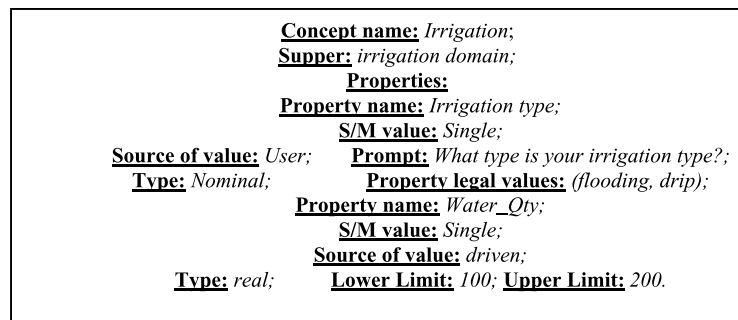 Concept name: Irrigation;
Supper: irrigation domain;
Properties:
Property name: Irrigation type;
S/M value: Single;
Source of value: User; Prompt: What type is your irrigation type?;
Type: Nominal; Property legal values: (flooding, drip);
Property name: Water_Qty;
S/M value: Single;
Source of value: driven;
Type: real; Lower Limit: 100; Upper Limit: 200.